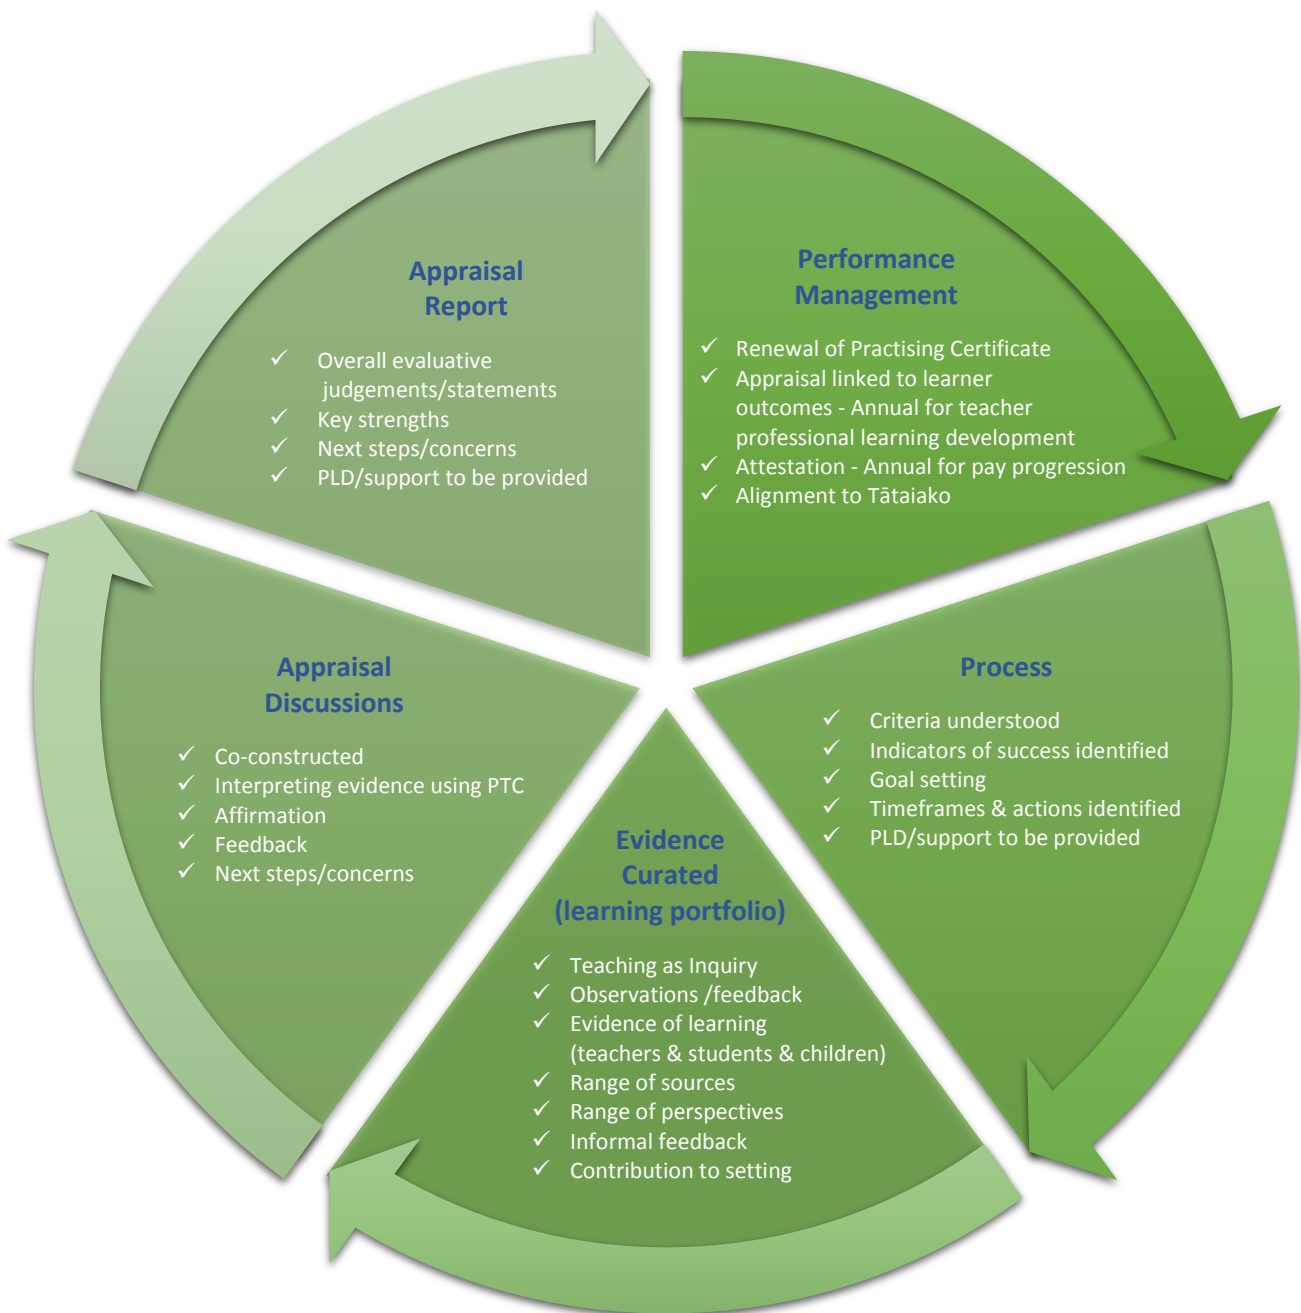 Performance
Management
✓ Renewal of Practising Certificate
✓ Appraisal linked to learner
outcomes - Annual for teacher
professional learning development
✓ Attestation - Annual for pay progression
✓ Alignment to Tātaiako
Process
✓ Criteria understood
✓ Indicators of success identified
✓ Goal setting
✓ Timeframes & actions identified
✓ PLD/support to be provided
Evidence
Curated
(learning portfolio)
✓ Teaching as Inquiry
✓ Observations /feedback
✓ Evidence of learning
(teachers & students & children)
✓ Range of sources
✓ Range of perspectives
✓ Informal feedback
✓ Contribution to setting
Appraisal
Discussions
✓ Co-constructed
✓ Interpreting evidence using PTC
✓ Affirmation
✓ Feedback
✓ Next steps/concerns
Appraisal
Report
✓ Overall evaluative
judgements/statements
✓ Key strengths
✓ Next steps/concerns
✓ PLD/support to be provided